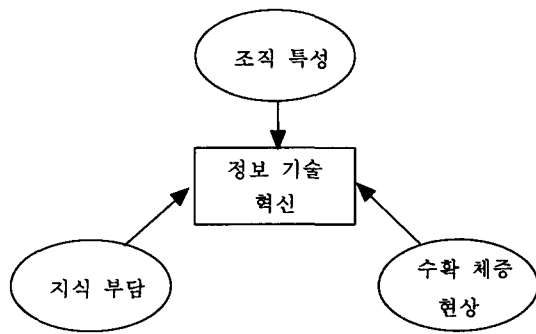 조직 특성
정보 기술
혁신
지식 부담
수확 체증
현상